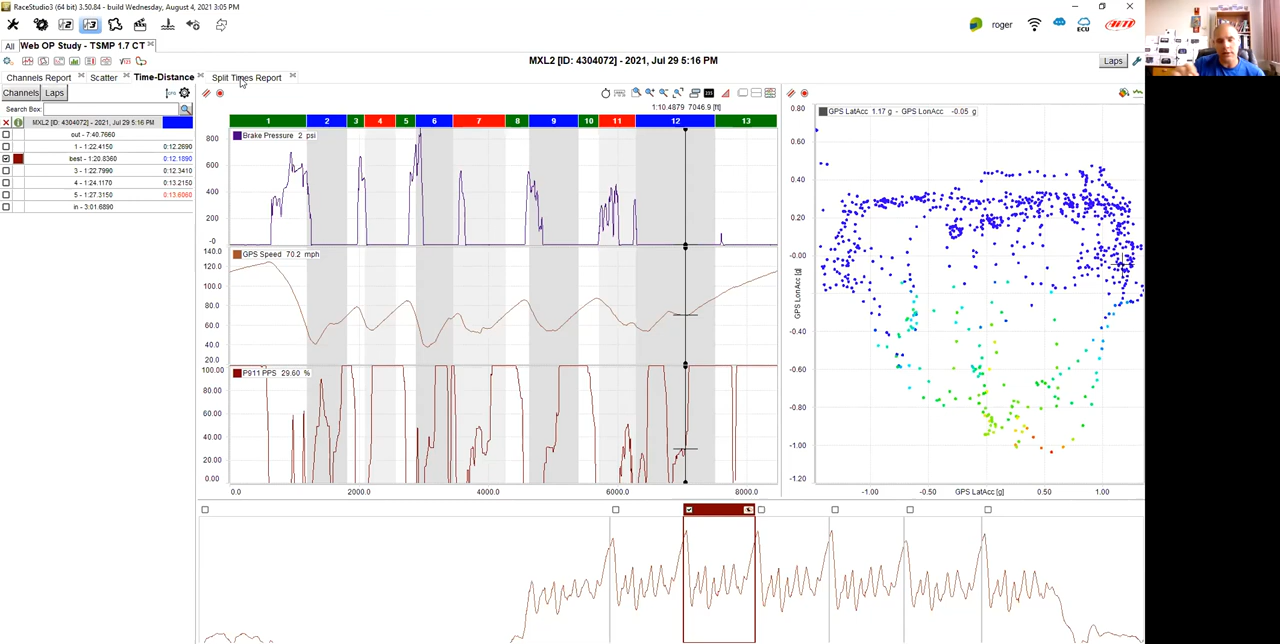 RaceStudio3 (64 bit) 3.50.84 - build Wednesday, August 4, 2021 3:05 PM
2 3 roger ECU AiM
All Web OP Study - TSMP 1.7 CT
MXL2 [ID: 4304072] - 2021, Jul 29 5:16 PM
Laps
Channels Report Scatter Time-Distance Split Times Report
Channels Laps
Search Box:
1:10.4879 7046.9 [ft]
MXL2 [ID: 4304072] - 2021, Jul 29 5:16 PM
out - 7:40.7660
1 - 1:22.4150 0:12.2690
best - 1:20.8360 0:12.1890
3 - 1:22.7990 0:12.3410
4 - 1:24.1170 0:13.2150
5 - 1:27.3150 0:13.6060
in - 3:01.6890
1 2 3 4 5 6 7 8 9 10 11 12 13
Brake Pressure 2 psi
800
600
400
200
-0
GPS Speed 70.2 mph
140.0
120.0
100.0
80.0
60.0
40.0
20.0
P911 PPS 29.60 %
100.00
80.00
60.00
40.00
20.00
0.00
0.0 2000.0 4000.0 6000.0 8000.0
GPS LatAcc 1.17 g - GPS LonAcc -0.05 g
0.80
0.60
0.40
0.20
-0.00
-0.20
-0.40
-0.60
-0.80
-1.00
-1.20
GPS LonAcc [g]
-1.00 -0.50 GPS LatAcc [g] 0.50 1.00